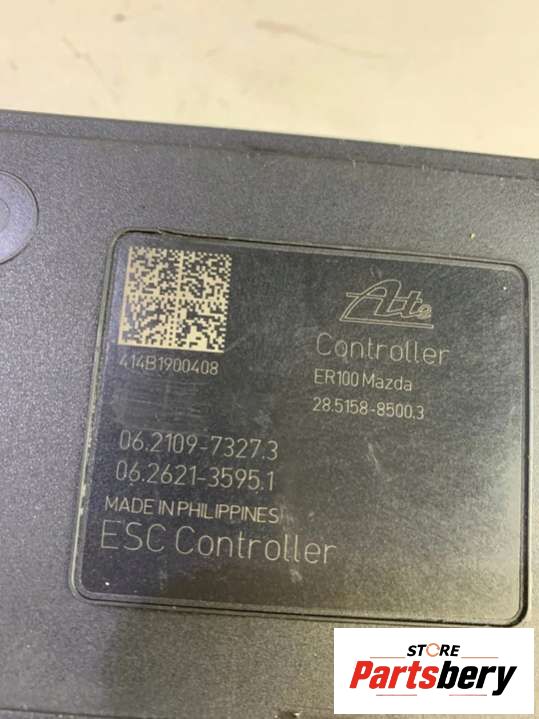 Ate
Controller
414B1900408
ER100 Mazda
28.5158-8500.3
06.2109-7327.3
06.2621-3595.1
MADE IN PHILIPPINES
ESC Controller
STORE
Partsbery